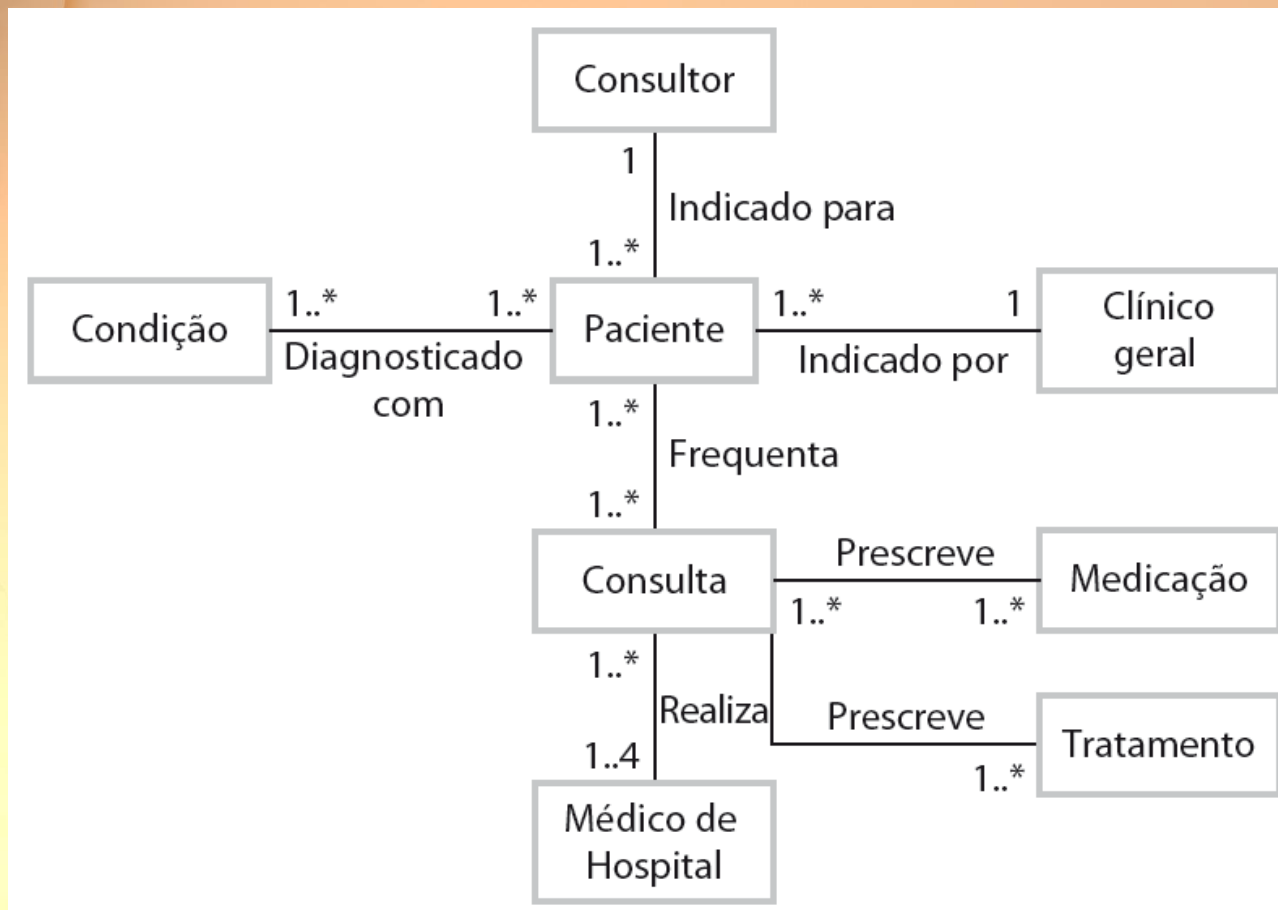 Consultor
1
Indicado para
1..*
Condição
1..*
1..*
Diagnosticado
com
Paciente
1..*
1
Indicado por
Clínico
geral
1..*
Frequenta
1..*
Consulta
Prescreve
1..*
1..*
Medicação
1..*
Realiza
1..4
Prescreve
1..*
Tratamento
Médico de
Hospital